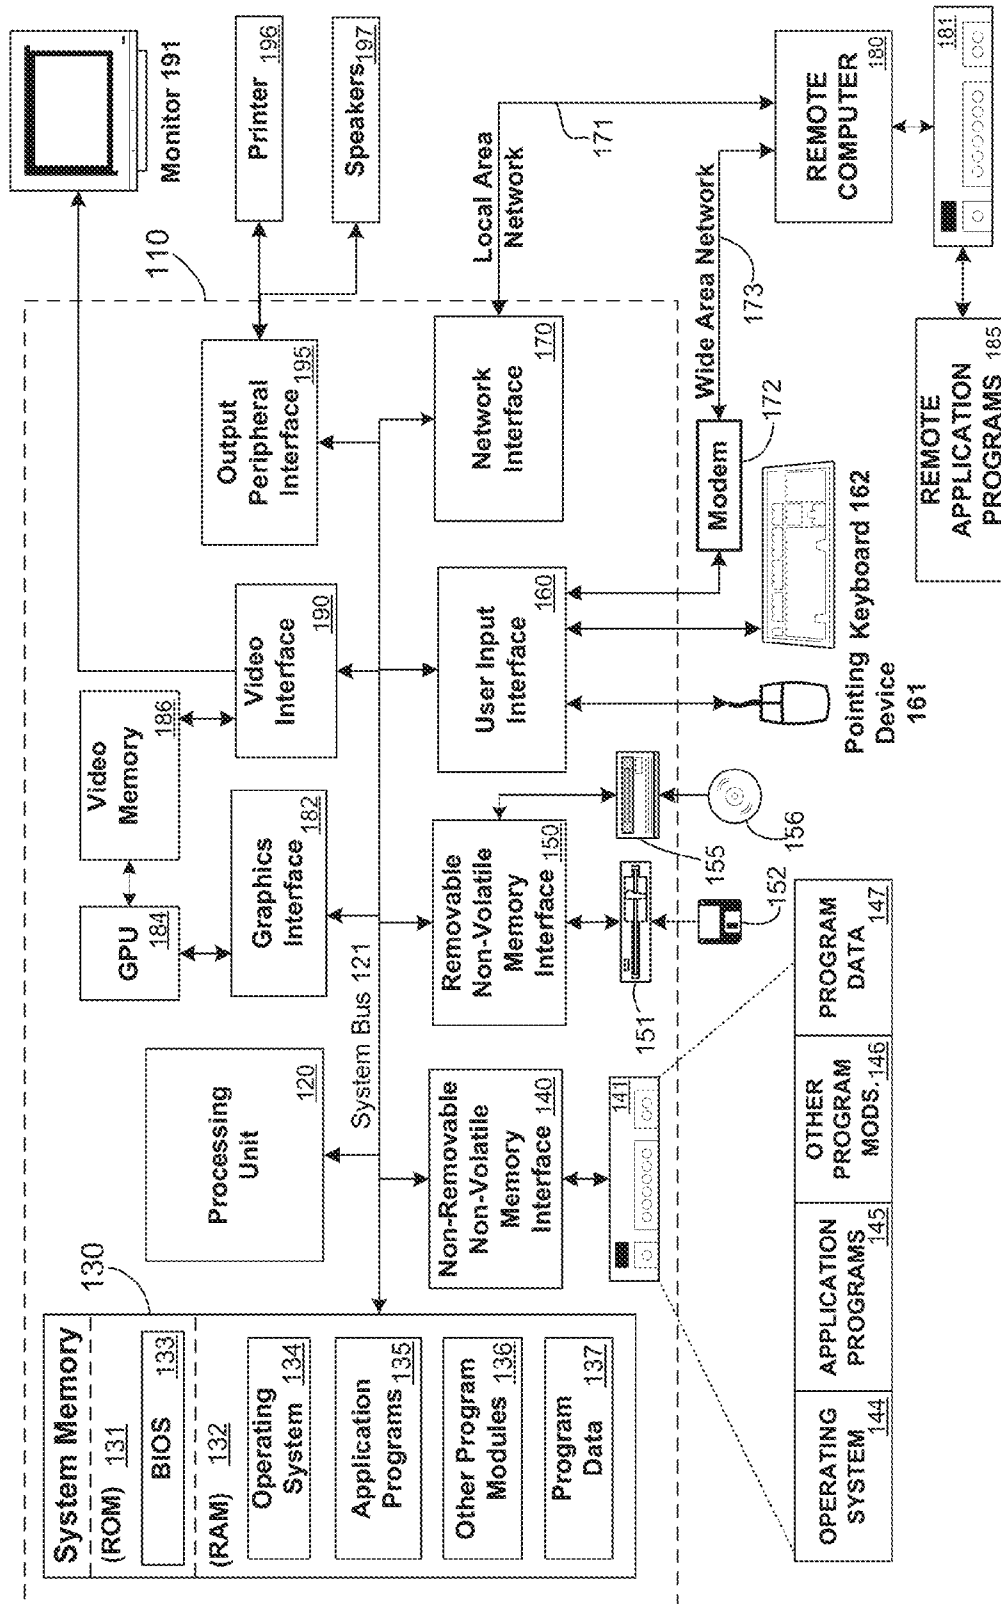 System Memory
130
(ROM) 131
BIOS 133
(RAM) 132
Operating
System 134
Application
Programs 135
Other Program
Modules 136
Program
Data 137
Processing
Unit
120
GPU
184
Video
Memory
186
Graphics
Interface
182
Video
Interface
190
Output
Peripheral
Interface 195
110
Monitor 191
Printer
196
Speakers 197
System Bus 121
Non-Removable
Non-Volatile
Memory
Interface 140
Removable
Non-Volatile
Memory
Interface 150
User Input
Interface
160
Network
Interface
170
Local Area
Network
171
141
151
152
155
156
Pointing
Device
161
Keyboard 162
Modem
172
Wide Area Network
173
REMOTE
COMPUTER
180
181
OPERATING
SYSTEM 144
APPLICATION
PROGRAMS 145
OTHER
PROGRAM
MODS. 146
PROGRAM
DATA 147
REMOTE
APPLICATION
PROGRAMS 185